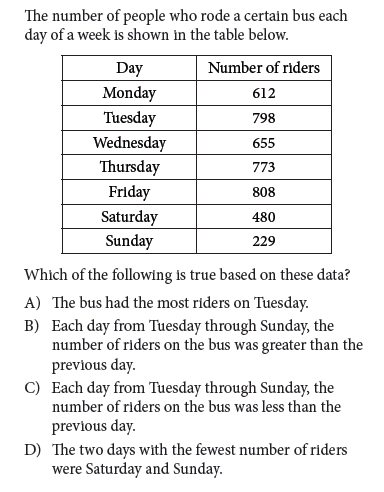 The number of people who rode a certain bus each
day of a week is shown in the table below.
Day Number of riders
Monday 612
Tuesday 798
Wednesday 655
Thursday 773
Friday 808
Saturday 480
Sunday 229
Which of the following is true based on these data?
A) The bus had the most riders on Tuesday.
B) Each day from Tuesday through Sunday, the
number of riders on the bus was greater than the
previous day.
C) Each day from Tuesday through Sunday, the
number of riders on the bus was less than the
previous day.
D) The two days with the fewest number of riders
were Saturday and Sunday.